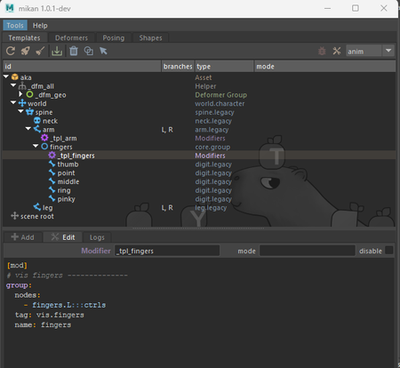 mikan 1.0.1-dev
Tools Help
Templates Deformers Posing Shapes
anim
id branches type mode
aka Asset
_dfm_all Helper
_dfm_geo Deformer Group
world world.character
spine spine.legacy
neck neck.legacy
arm L, R arm.legacy
_tpl_arm Modifiers
fingers core.group
_tpl_fingers Modifiers
thumb digit.legacy
point digit.legacy
middle digit.legacy
ring digit.legacy
pinky digit.legacy
leg L, R leg.legacy
scene root
T
Y
Add Edit Logs
Modifier _tpl_fingers mode disable
[mod]
# vis fingers --------------
group:
nodes:
- fingers.L:::ctrls
tag: vis.fingers
name: fingers